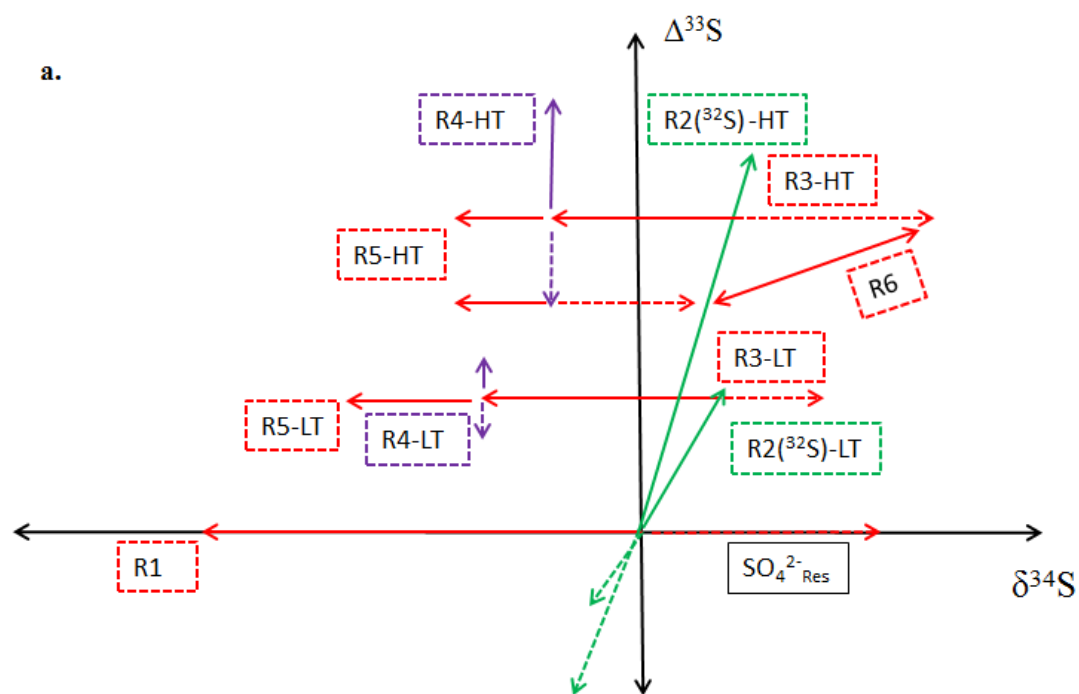 a.
Δ³³S
R4-HT
R2(³²S)-HT
R3-HT
R5-HT
R6
R3-LT
R5-LT
R4-LT
R2(³²S)-LT
R1
SO₄²⁻Res
δ³⁴S